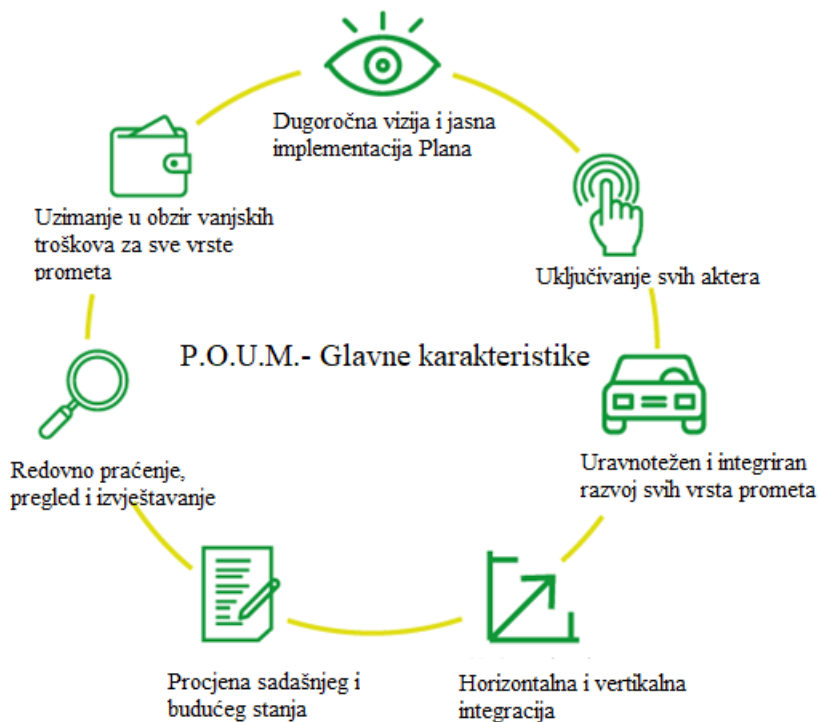 Dugoročna vizija i jasna
implementacija Plana
Uključivanje svih aktera
Uravnotežen i integriran
razvoj svih vrsta prometa
Horizontalna i vertikalna
integracija
Procjena sadašnjeg i
budućeg stanja
Redovno praćenje,
pregled i izvještavanje
Uzimanje u obzir vanjskih
troškova za sve vrste
prometa
P.O.U.M.- Glavne karakteristike